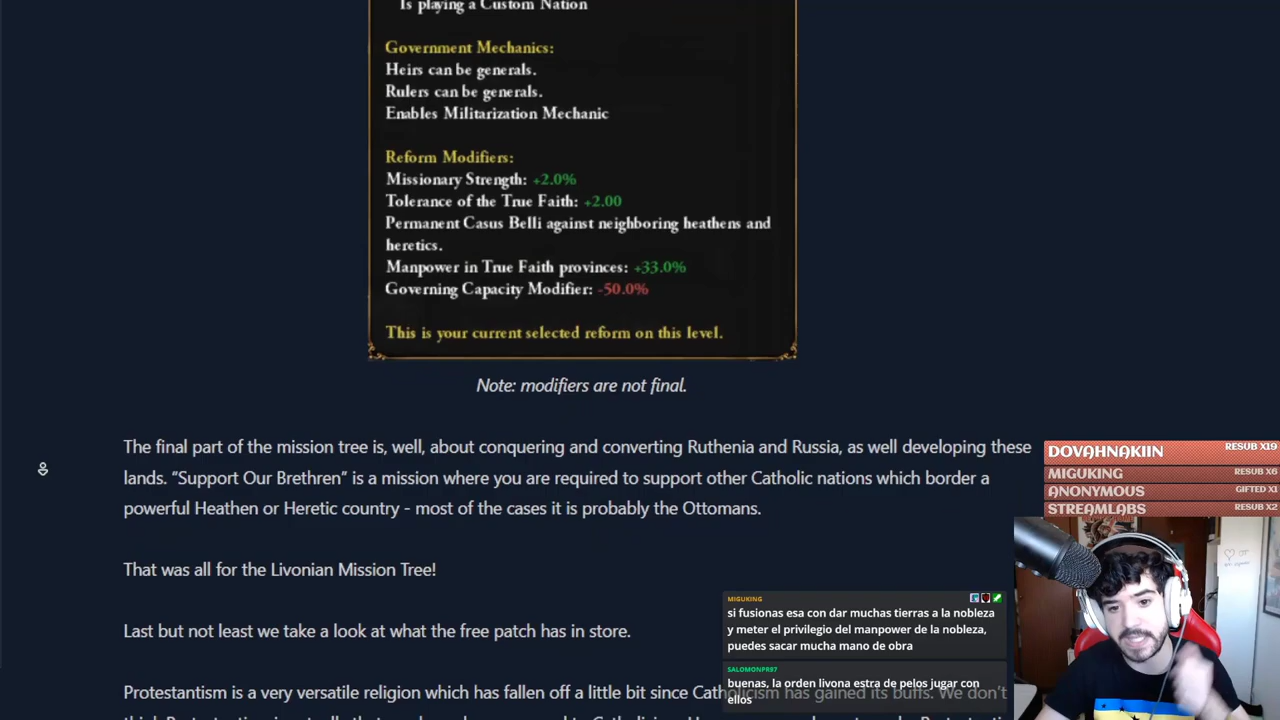 Is playing a Custom Nation
Government Mechanics:
Heirs can be generals.
Rulers can be generals.
Enables Militarization Mechanic
Reform Modifiers:
Missionary Strength: +2.0%
Tolerance of the True Faith: +2.00
Permanent Casus Belli against neighboring heathens and
heretics.
Manpower in True Faith provinces: +33.0%
Governing Capacity Modifier: -50.0%
This is your current selected reform on this level.
Note: modifiers are not final.
The final part of the mission tree is, well, about conquering and converting Ruthenia and Russia, as well developing these
lands. “Support Our Brethren” is a mission where you are required to support other Catholic nations which border a
powerful Heathen or Heretic country - most of the cases it is probably the Ottomans.
That was all for the Livonian Mission Tree!
Last but not least we take a look at what the free patch has in store.
Protestantism is a very versatile religion which has fallen off a little bit since Catholicism has gained its buffs. We don't
DOVAHNAKIIN RESUB X19
MIGUKING RESUB X6
ANONYMOUS GIFTED X1
STREAMLABS RESUB X2
MIGUKING
si fusionas esa con dar muchas tierras a la nobleza
y meter el privilegio del manpower de la nobleza,
puedes sacar mucha mano de obra
SALOMONPR97
buenas, la orden livona estra de pelos jugar con
ellos